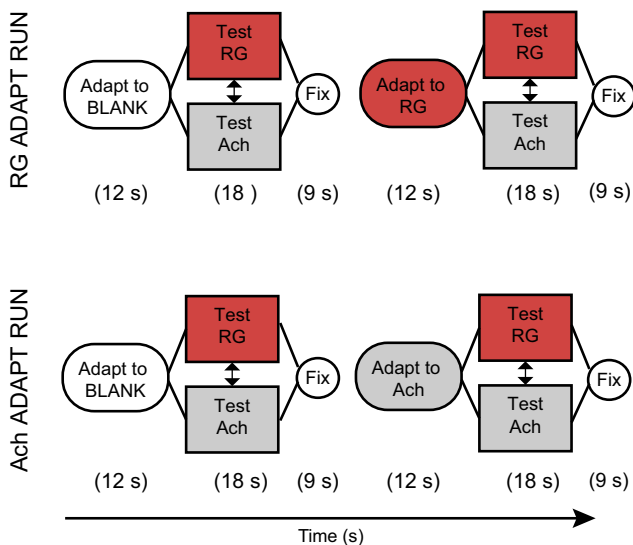 RG ADAPT RUN
Adapt to
BLANK
Test
RG
Test
Ach
Fix
Adapt to
RG
Test
RG
Test
Ach
Fix
(12 s)
(18 )
(9 s)
(12 s)
(18 s)
(9 s)
Ach ADAPT RUN
Adapt to
BLANK
Test
RG
Test
Ach
Fix
Adapt to
Ach
Test
RG
Test
Ach
Fix
(12 s)
(18 s)
(9 s)
(12 s)
(18 s)
(9 s)
Time (s)